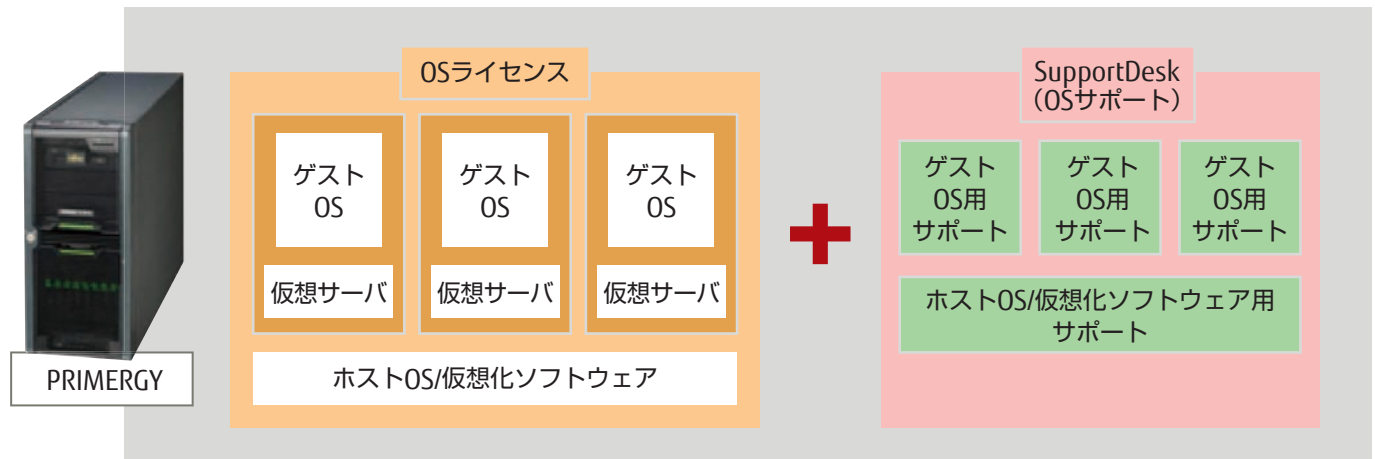 OSライセンス
ゲスト
OS
仮想サーバ
ゲスト
OS
仮想サーバ
ゲスト
OS
仮想サーバ
ホストOS/仮想化ソフトウェア
PRIMERGY
SupportDesk
（OSサポート）
ゲスト
OS用
サポート
ゲスト
OS用
サポート
ゲスト
OS用
サポート
ホストOS/仮想化ソフトウェア用
サポート